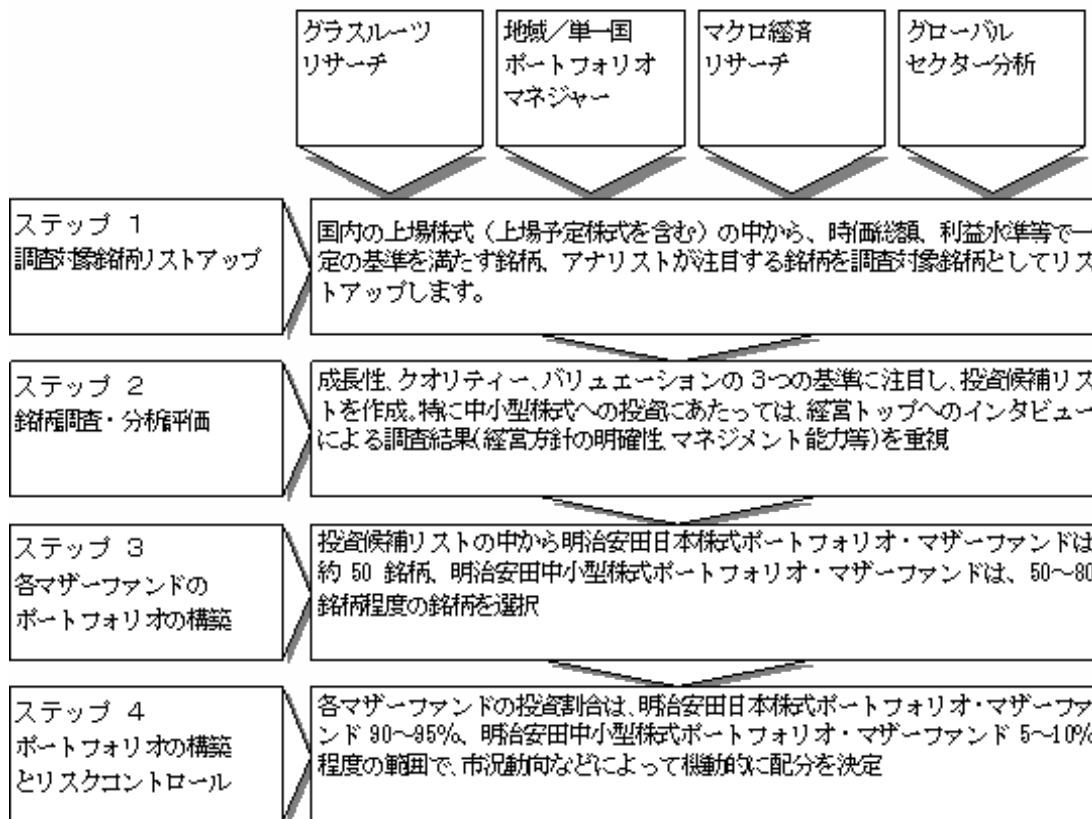 グラスルーツ
リサーチ
地域／単一国
ポートフォリオ
マネジャー
マクロ経済
リサーチ
グローバル
セクター分析
ステップ 1
調査対象銘柄リストアップ
国内の上場株式（上場予定株式を含む）の中から、時価総額、利益水準等で一
定の基準を満たす銘柄、アナリストが注目する銘柄を調査対象銘柄としてリス
トアップします。
ステップ 2
銘柄調査・分析評価
成長性、クオリティー、バリュエーションの 3つの基準に注目し、投資候補リス
トを作成。特に中小型株式への投資にあたっては、経営トップへのインタビュー
による調査結果(経営方針の明確性、マネジメント能力等)を重視
ステップ 3
各マザーファンドの
ポートフォリオの構築
投資候補リストの中から明治安田日本株式ポートフォリオ・マザーファンドは
約 50 銘柄、明治安田中小型株式ポートフォリオ・マザーファンドは、50～80
銘柄程度の銘柄を選択
ステップ 4
ポートフォリオの構築
とリスクコントロール
各マザーファンドの投資割合は、明治安田日本株式ポートフォリオ・マザーファ
ンド 90～95%、明治安田中小型株式ポートフォリオ・マザーファンド 5～10%
程度の範囲で、市況動向などによって機動的に配分を決定